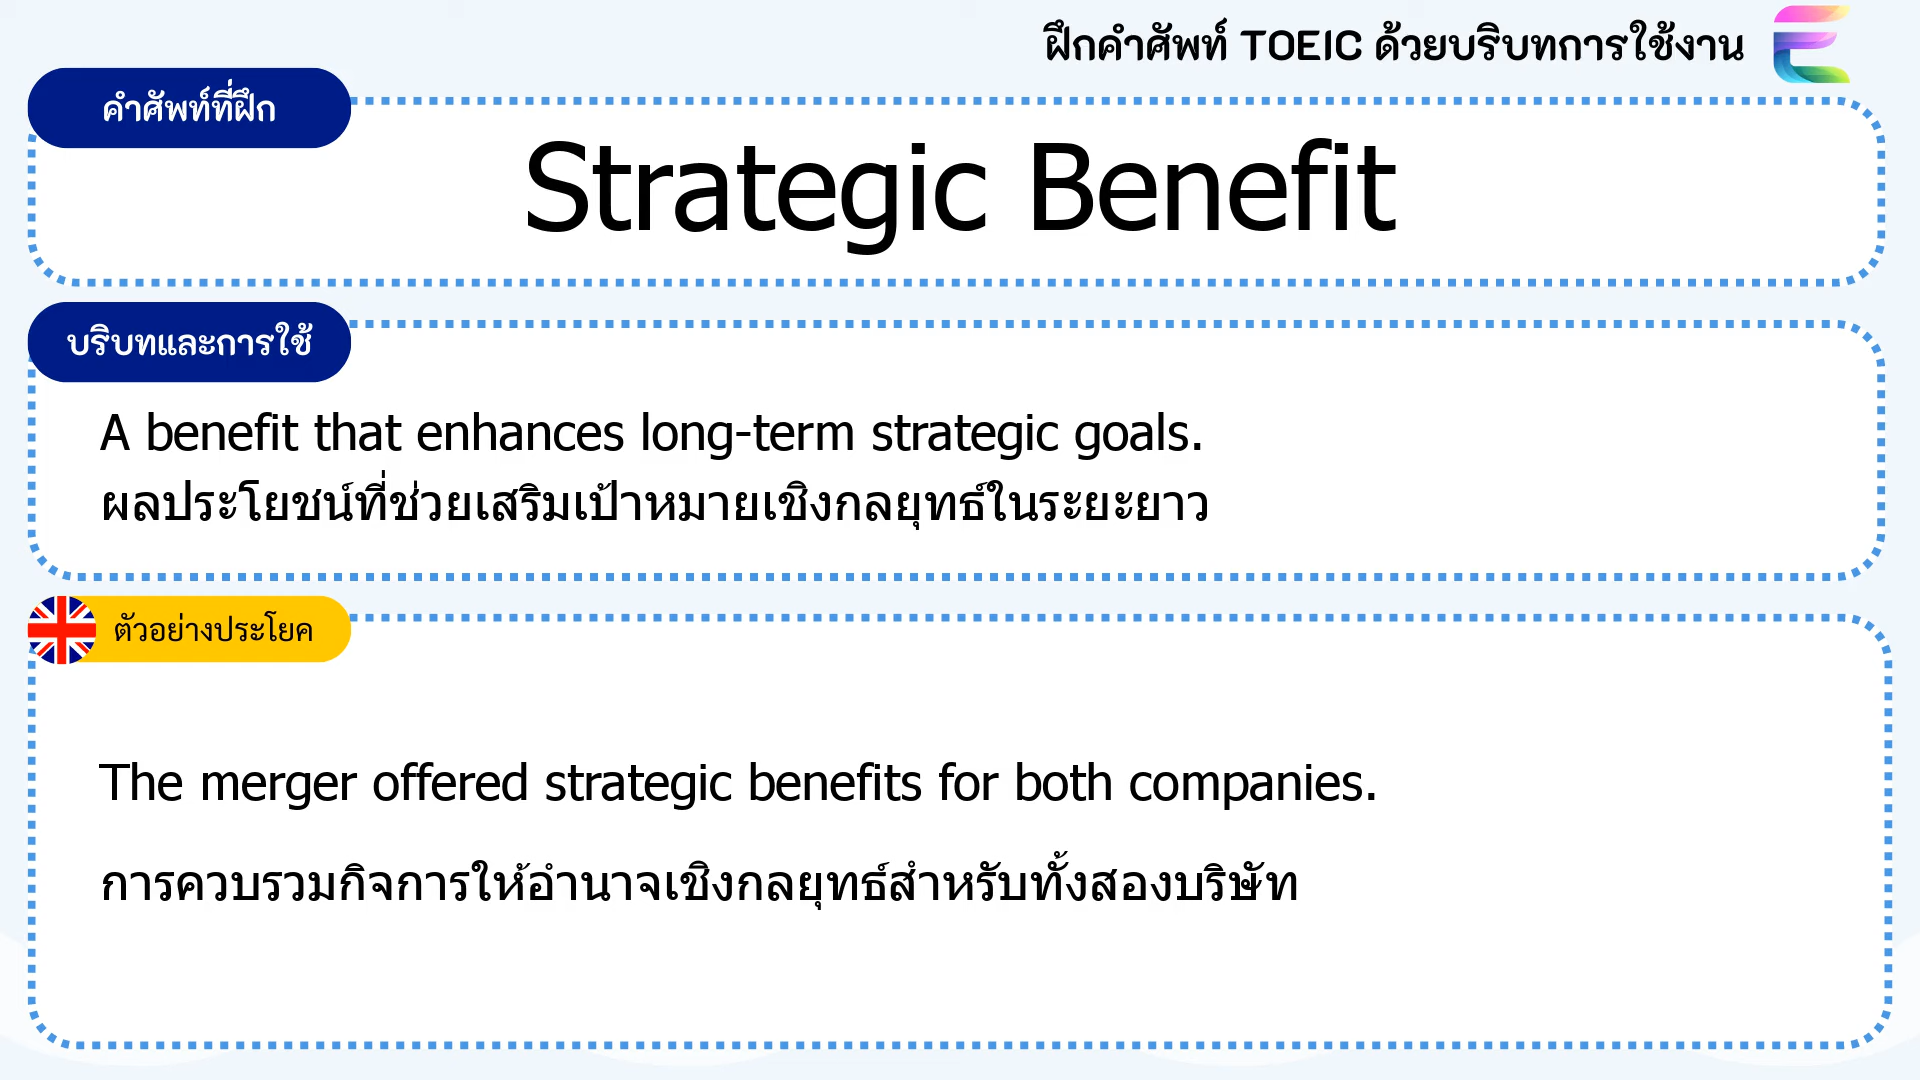 ฝึกคำศัพท์ TOEIC ด้วยบริบทการใช้งาน
คำศัพท์ที่ฝึก
Strategic Benefit
บริบทและการใช้
A benefit that enhances long-term strategic goals.
ผลประโยชน์ที่ช่วยเสริมเป้าหมายเชิงกลยุทธ์ในระยะยาว
ตัวอย่างประโยค
The merger offered strategic benefits for both companies.
การควบรวมกิจการให้อำนาจเชิงกลยุทธ์สำหรับทั้งสองบริษัท